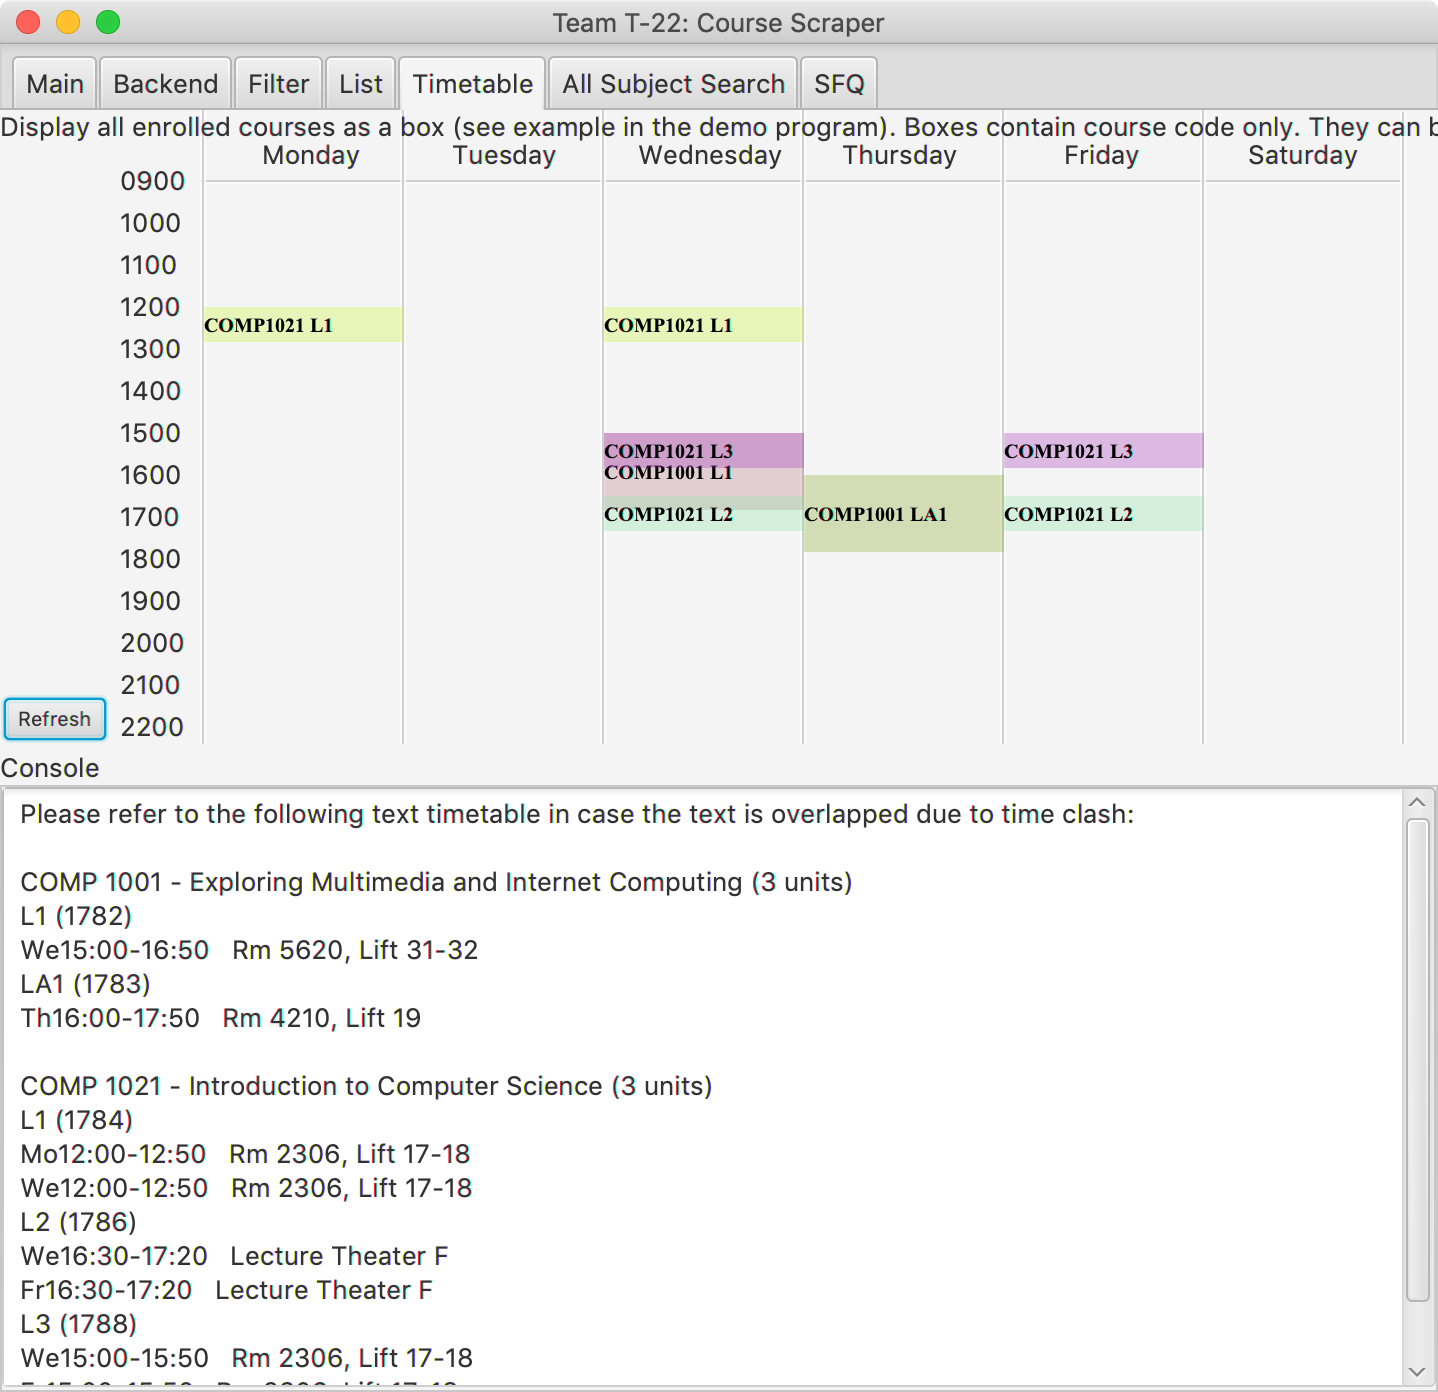 Team T-22: Course Scraper
Main Backend Filter List Timetable All Subject Search SFQ
Display all enrolled courses as a box (see example in the demo program). Boxes contain course code only. They can
Monday Tuesday Wednesday Thursday Friday Saturday
0900
1000
1100
1200
COMP1021 L1 COMP1021 L1
1300
1400
1500
COMP1021 L3 COMP1021 L3
1600 COMP1001 L1
1700 COMP1021 L2 COMP1001 LA1 COMP1021 L2
1800
1900
2000
2100
Refresh
2200
Console
Please refer to the following text timetable in case the text is overlapped due to time clash:
COMP 1001 - Exploring Multimedia and Internet Computing (3 units)
L1 (1782)
We15:00-16:50 Rm 5620, Lift 31-32
LA1 (1783)
Th16:00-17:50 Rm 4210, Lift 19
COMP 1021 - Introduction to Computer Science (3 units)
L1 (1784)
Mo12:00-12:50 Rm 2306, Lift 17-18
We12:00-12:50 Rm 2306, Lift 17-18
L2 (1786)
We16:30-17:20 Lecture Theater F
Fr16:30-17:20 Lecture Theater F
L3 (1788)
We15:00-15:50 Rm 2306, Lift 17-18